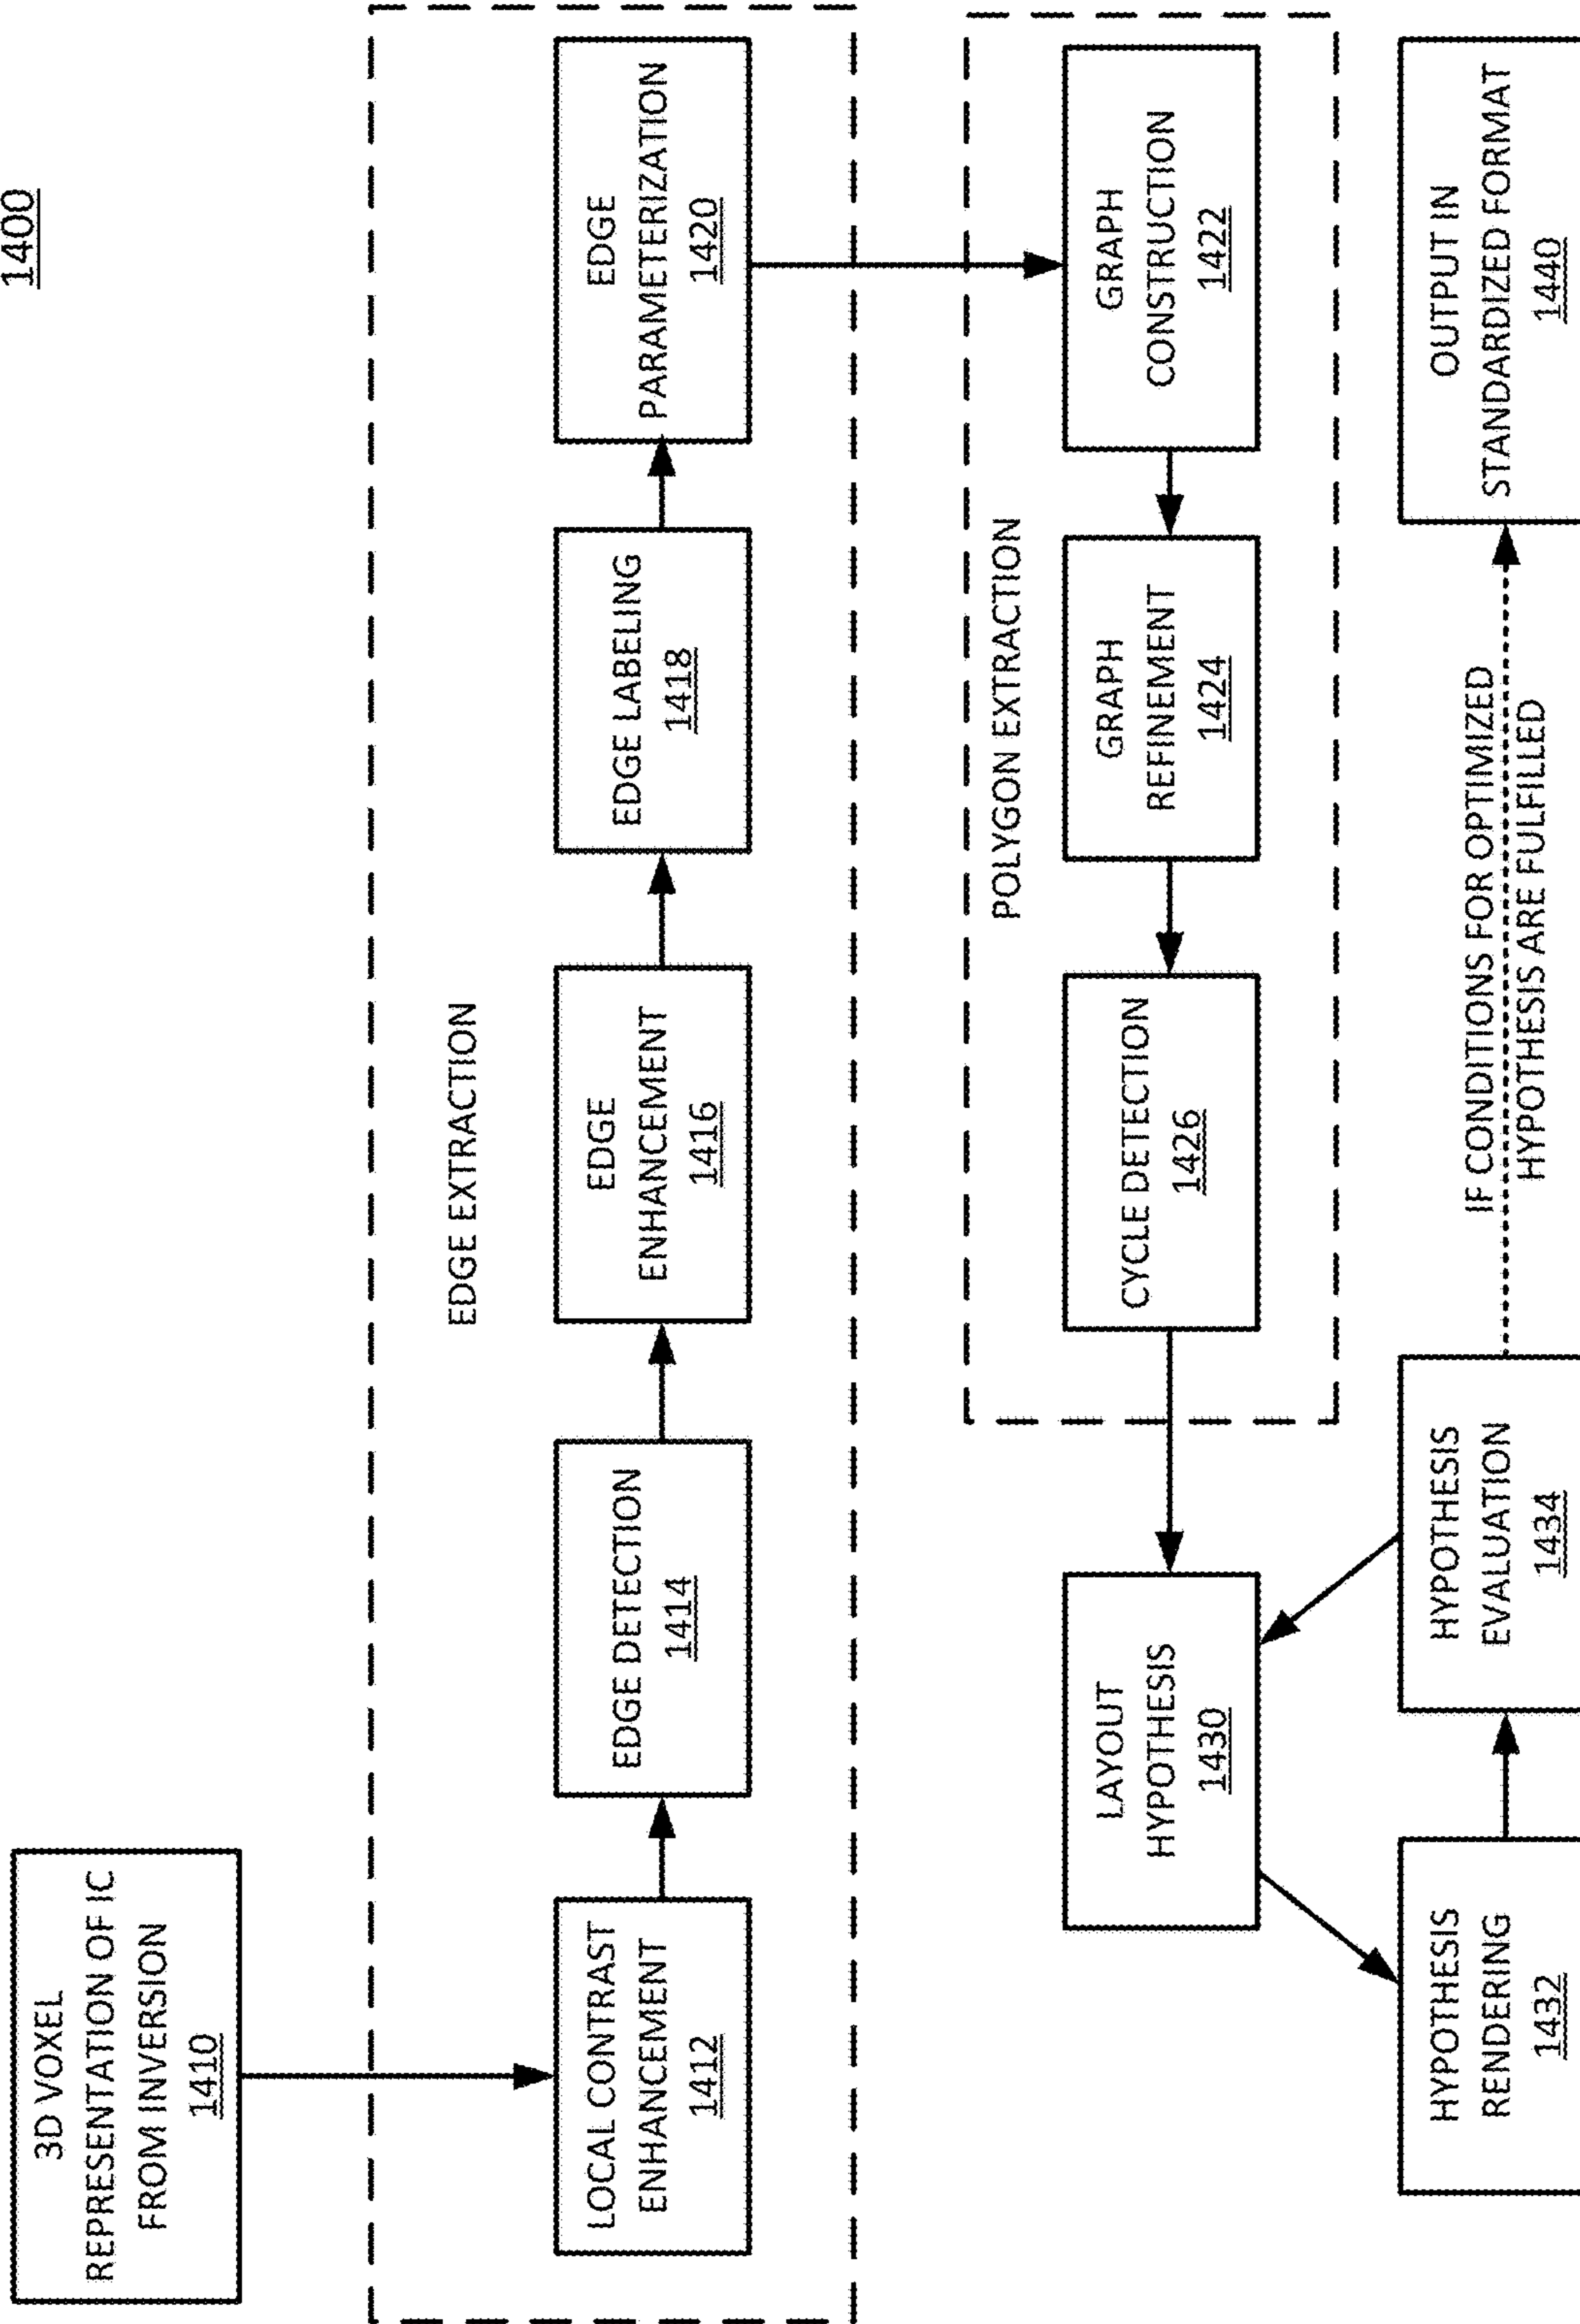 1400
3D VOXEL
REPRESENTATION OF IC
FROM INVERSION
1410
EDGE EXTRACTION
LOCAL CONTRAST
ENHANCEMENT
1412
EDGE DETECTION
1414
EDGE
ENHANCEMENT
1416
EDGE LABELING
1418
EDGE
PARAMETERIZATION
1420
POLYGON EXTRACTION
GRAPH
CONSTRUCTION
1422
GRAPH
REFINEMENT
1424
CYCLE DETECTION
1426
LAYOUT
HYPOTHESIS
1430
HYPOTHESIS
RENDERING
1432
HYPOTHESIS
EVALUATION
1434
IF CONDITIONS FOR OPTIMIZED
HYPOTHESIS ARE FULFILLED
OUTPUT IN
STANDARDIZED FORMAT
1440